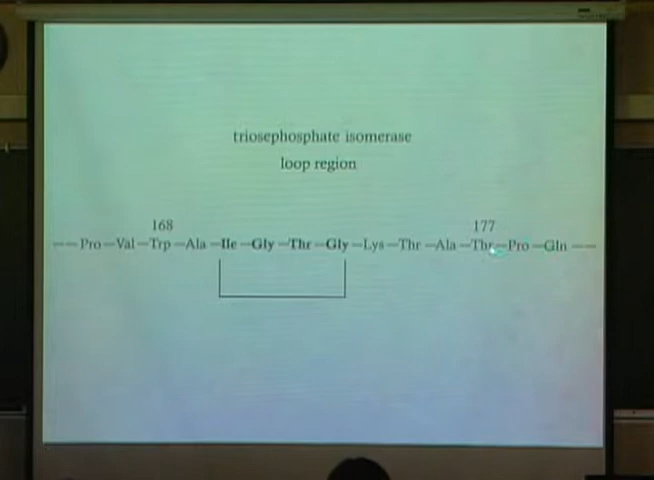 triosephosphate isomerase
loop region
168 177
—— Pro —Val —Trp —Ala —Ile —Gly —Thr —Gly —Lys —Thr —Ala —Thr —Pro —Gln ——